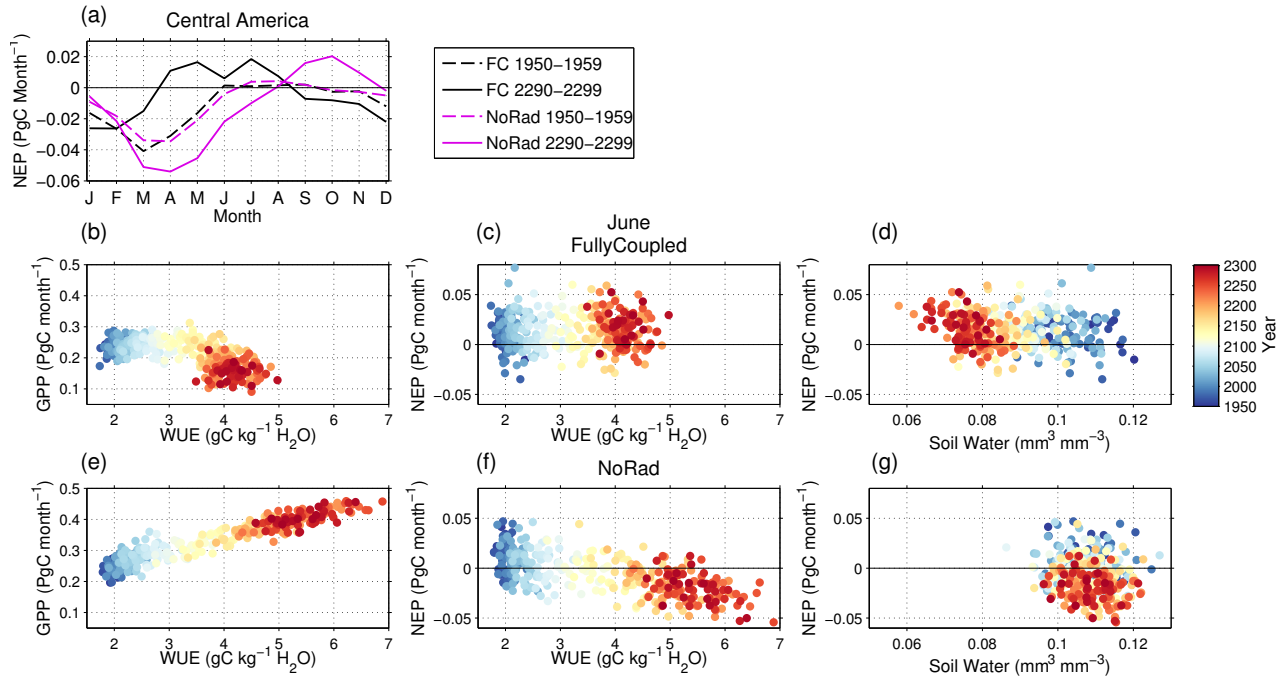 (a)
Central America
NEP (PgC Month⁻¹)
0.02
0
−0.02
−0.04
−0.06
J F M A M J J A S O N D
Month
FC 1950−1959
FC 2290−2299
NoRad 1950−1959
NoRad 2290−2299
June
FullyCoupled
(b)
GPP (PgC month⁻¹)
0.5
0.4
0.3
0.2
0.1
2 3 4 5 6 7
WUE (gC kg⁻¹ H₂O)
(c)
NEP (PgC month⁻¹)
0.05
0
−0.05
2 3 4 5 6 7
WUE (gC kg⁻¹ H₂O)
(d)
NEP (PgC month⁻¹)
0.05
0
−0.05
0.06 0.08 0.1 0.12
Soil Water (mm³ mm⁻³)
2300
2250
2200
2150
2100
2050
2000
1950
Year
NoRad
(e)
GPP (PgC month⁻¹)
0.5
0.4
0.3
0.2
0.1
2 3 4 5 6 7
WUE (gC kg⁻¹ H₂O)
(f)
NEP (PgC month⁻¹)
0.05
0
−0.05
2 3 4 5 6 7
WUE (gC kg⁻¹ H₂O)
(g)
NEP (PgC month⁻¹)
0.05
0
−0.05
0.06 0.08 0.1 0.12
Soil Water (mm³ mm⁻³)